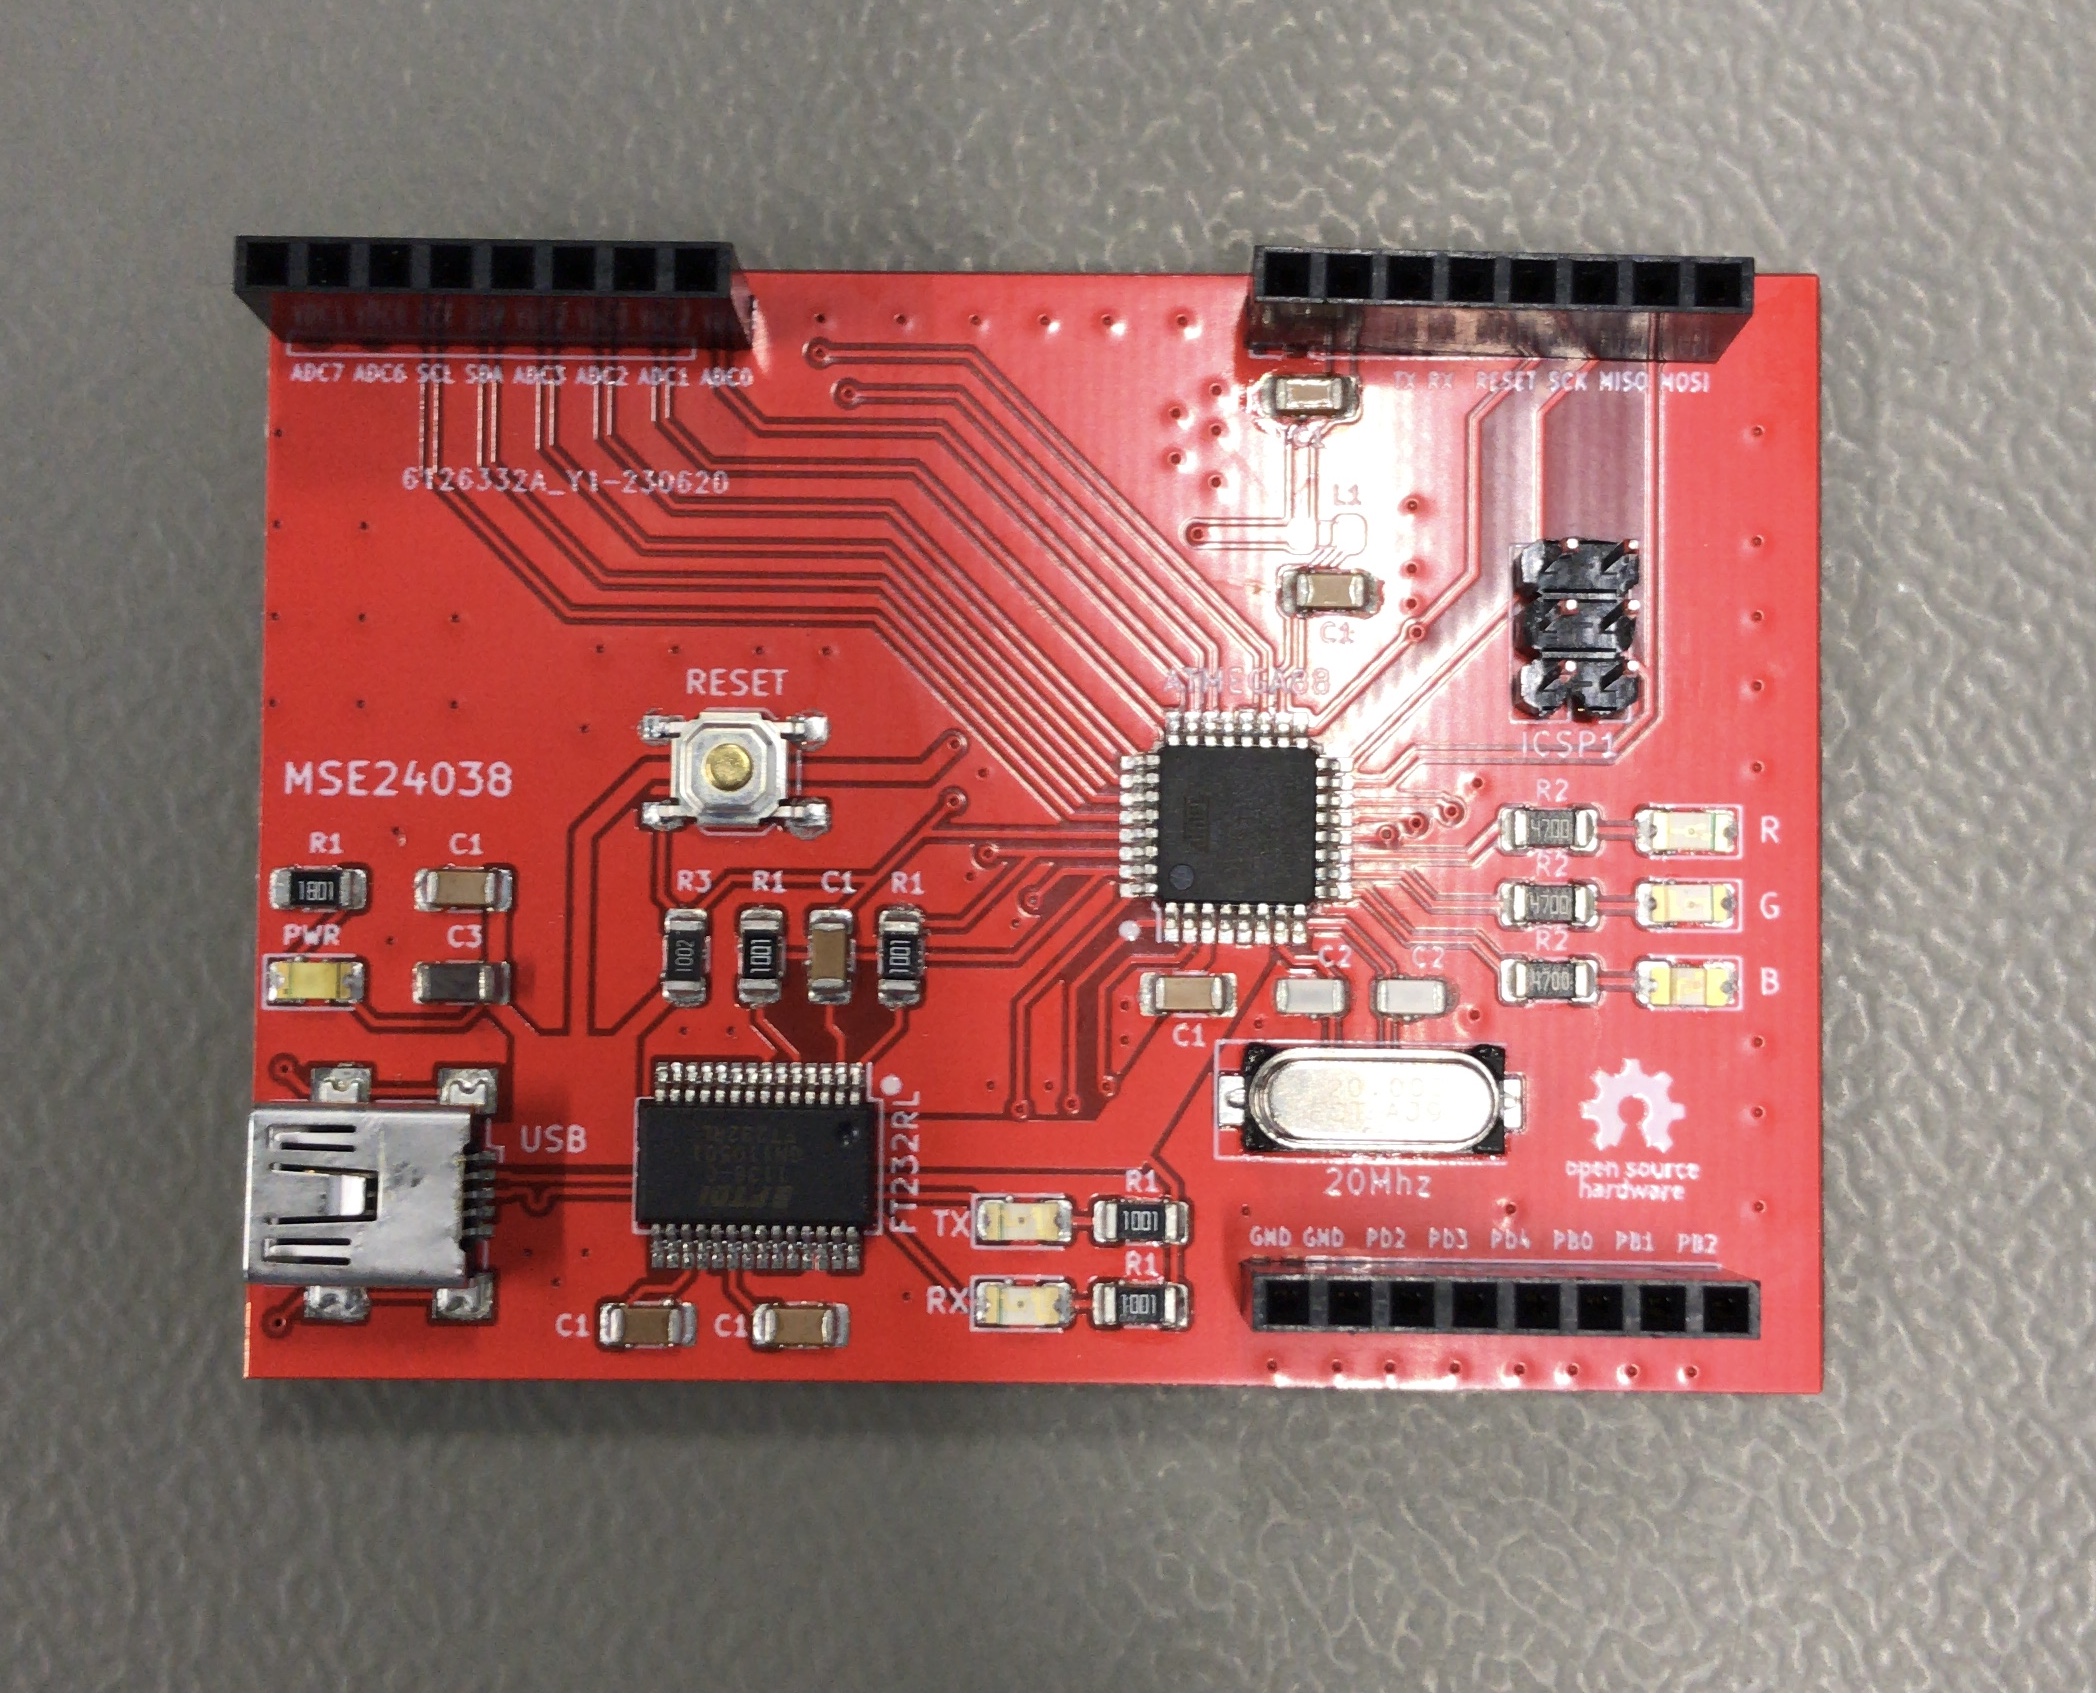 ADC7 ADC6 SCL SDA ADC3 ADC2 ADC1 ADC0
TX RX RESET SCK MISO MOSI
6126332A_Y1-230620
L1
C1
RESET
ATMEGA88
ICSP1
MSE24038
R1 C1
1801
PWR C3
R3 R1 C1 R1
1002 1001 1001
R2
4700 R
R2
4700 G
R2
4700 B
C2 C2
C1
USB
FTDI
FT232RL
20Mhz
open source
hardware
TX R1
1001
RX R1
1001
C1 C1
GND GND PD2 PD3 PD4 PB0 PB1 PB2